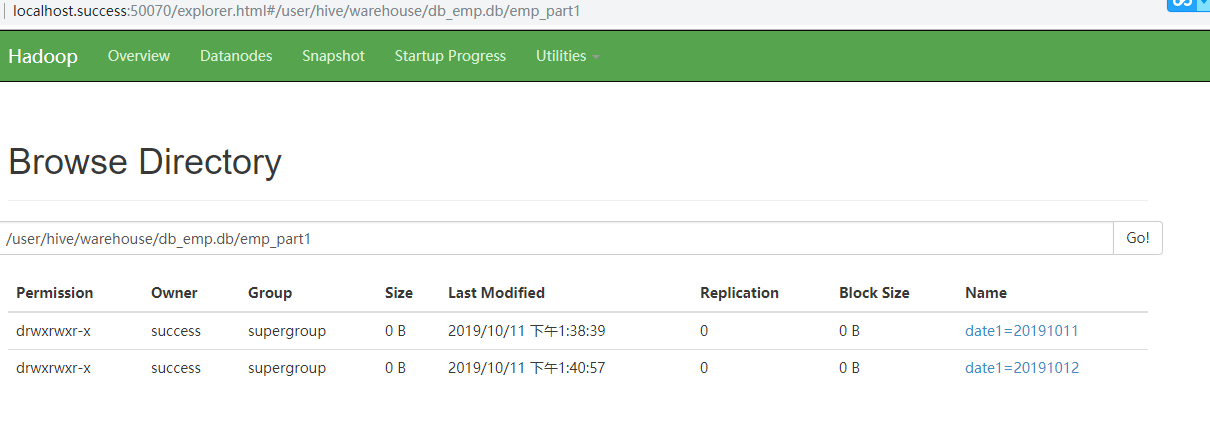 localhost.success:50070/explorer.html#/user/hive/warehouse/db_emp.db/emp_part1
Hadoop Overview Datanodes Snapshot Startup Progress Utilities
Browse Directory
/user/hive/warehouse/db_emp.db/emp_part1 Go!
Permission Owner Group Size Last Modified Replication Block Size Name
drwxrwxr-x success supergroup 0 B 2019/10/11 下午1:38:39 0 0 B date1=20191011
drwxrwxr-x success supergroup 0 B 2019/10/11 下午1:40:57 0 0 B date1=20191012